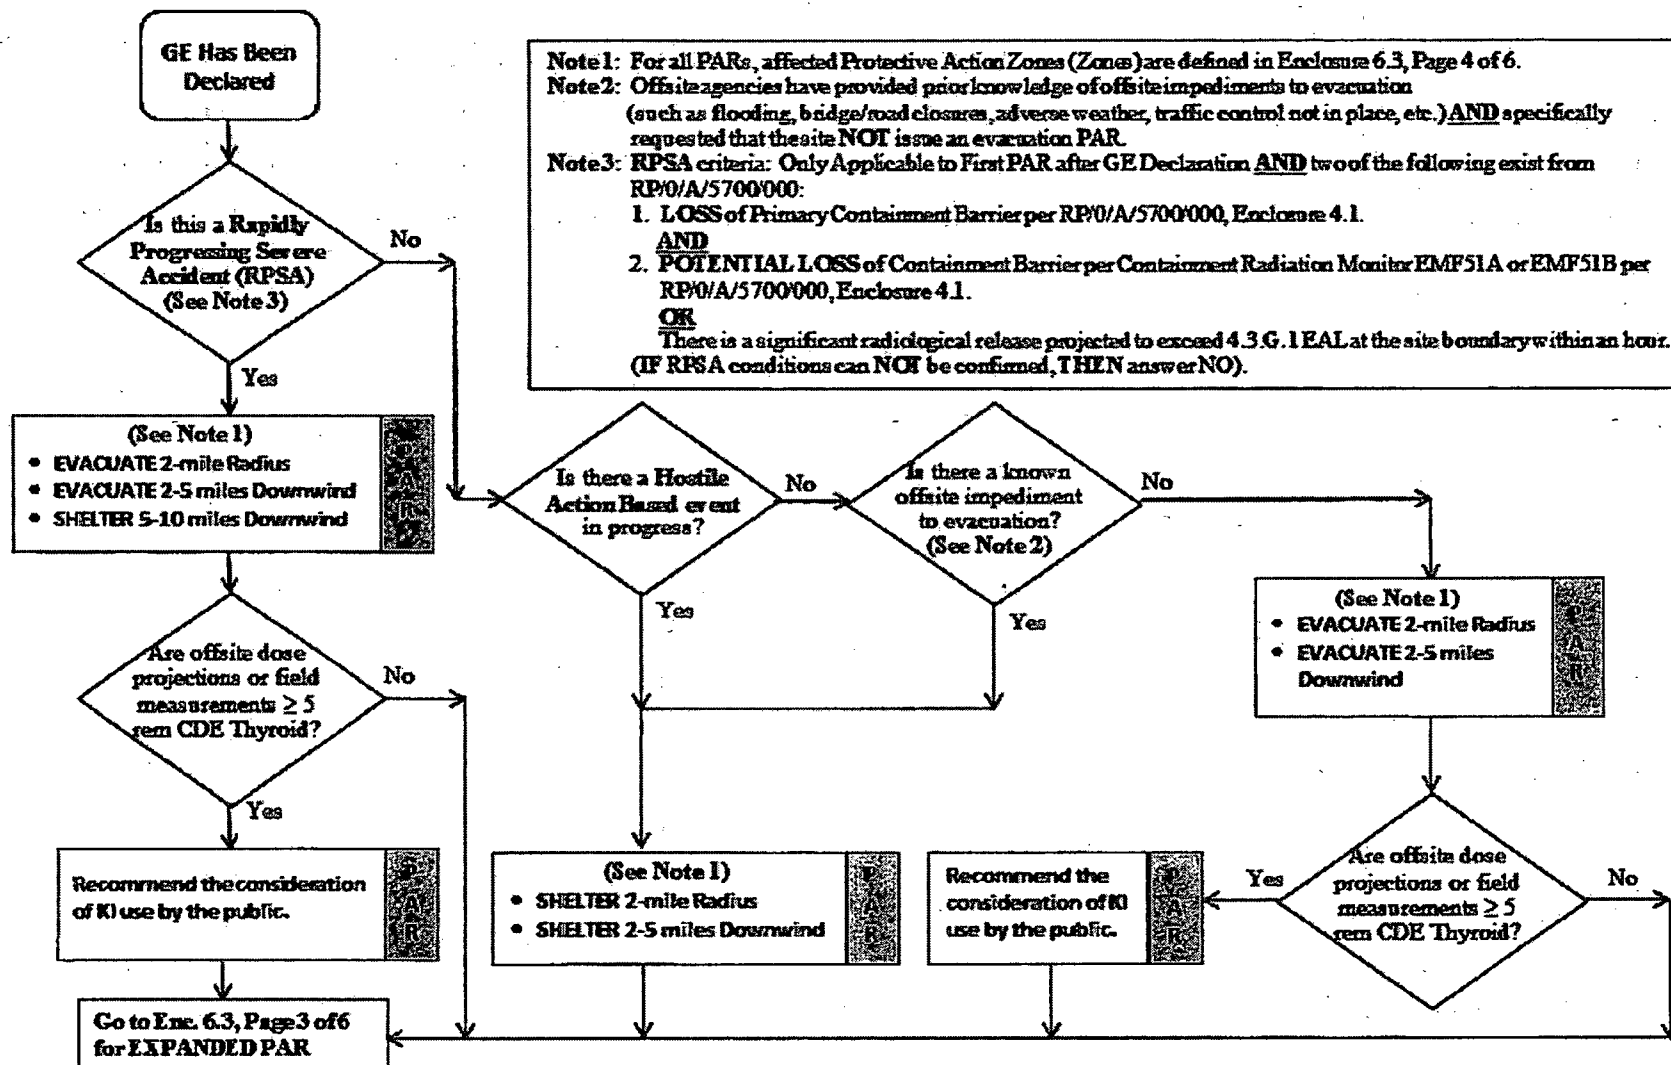 GE Has Been
Declared
Note 1: For all PARs, affected Protective Action Zones (Zones) are defined in Enclosure 6.3, Page 4 of 6.
Note 2: Offsite agencies have provided prior knowledge of offsite impediments to evacuation
(such as flooding, bridge/road closures, adverse weather, traffic control not in place, etc.) AND specifically
requested that the site NOT issue an evacuation PAR.
Note 3: RPSA criteria: Only Applicable to First PAR after GE Declaration AND two of the following exist from
RP/0/A/5700/000:
1. LOSS of Primary Containment Barrier per RP/0/A/5700/000, Enclosure 4.1.
AND
2. POTENTIAL LOSS of Containment Barrier per Containment Radiation Monitor EMF51A or EMF51B per
RP/0/A/5700/000, Enclosure 4.1.
OR
There is a significant radiological release projected to exceed 4.3.G.1 EAL at the site boundary within an hour.
(IF RPSA conditions can NOT be confirmed, THEN answer NO).
Is this a Rapidly
Progressing Severe
Accident (RPSA)
(See Note 3)
No
Yes
(See Note 1)
• EVACUATE 2-mile Radius
• EVACUATE 2-5 miles Downwind
• SHELTER 5-10 miles Downwind
Is there a Hostile
Action Based event
in progress?
No
Yes
Is there a known
offsite impediment
to evacuation?
(See Note 2)
No
Yes
(See Note 1)
• EVACUATE 2-mile Radius
• EVACUATE 2-5 miles
Downwind
PAR
Are offsite dose
projections or field
measurements ≥ 5
rem CDE Thyroid?
No
Yes
Recommend the consideration
of KI use by the public.
(See Note 1)
• SHELTER 2-mile Radius
• SHELTER 2-5 miles Downwind
PAR
Recommend the
consideration of KI
use by the public.
PAR
Yes
Are offsite dose
projections or field
measurements ≥ 5
rem CDE Thyroid?
No
Go to Enc. 6.3, Page 3 of 6
for EXPANDED PAR